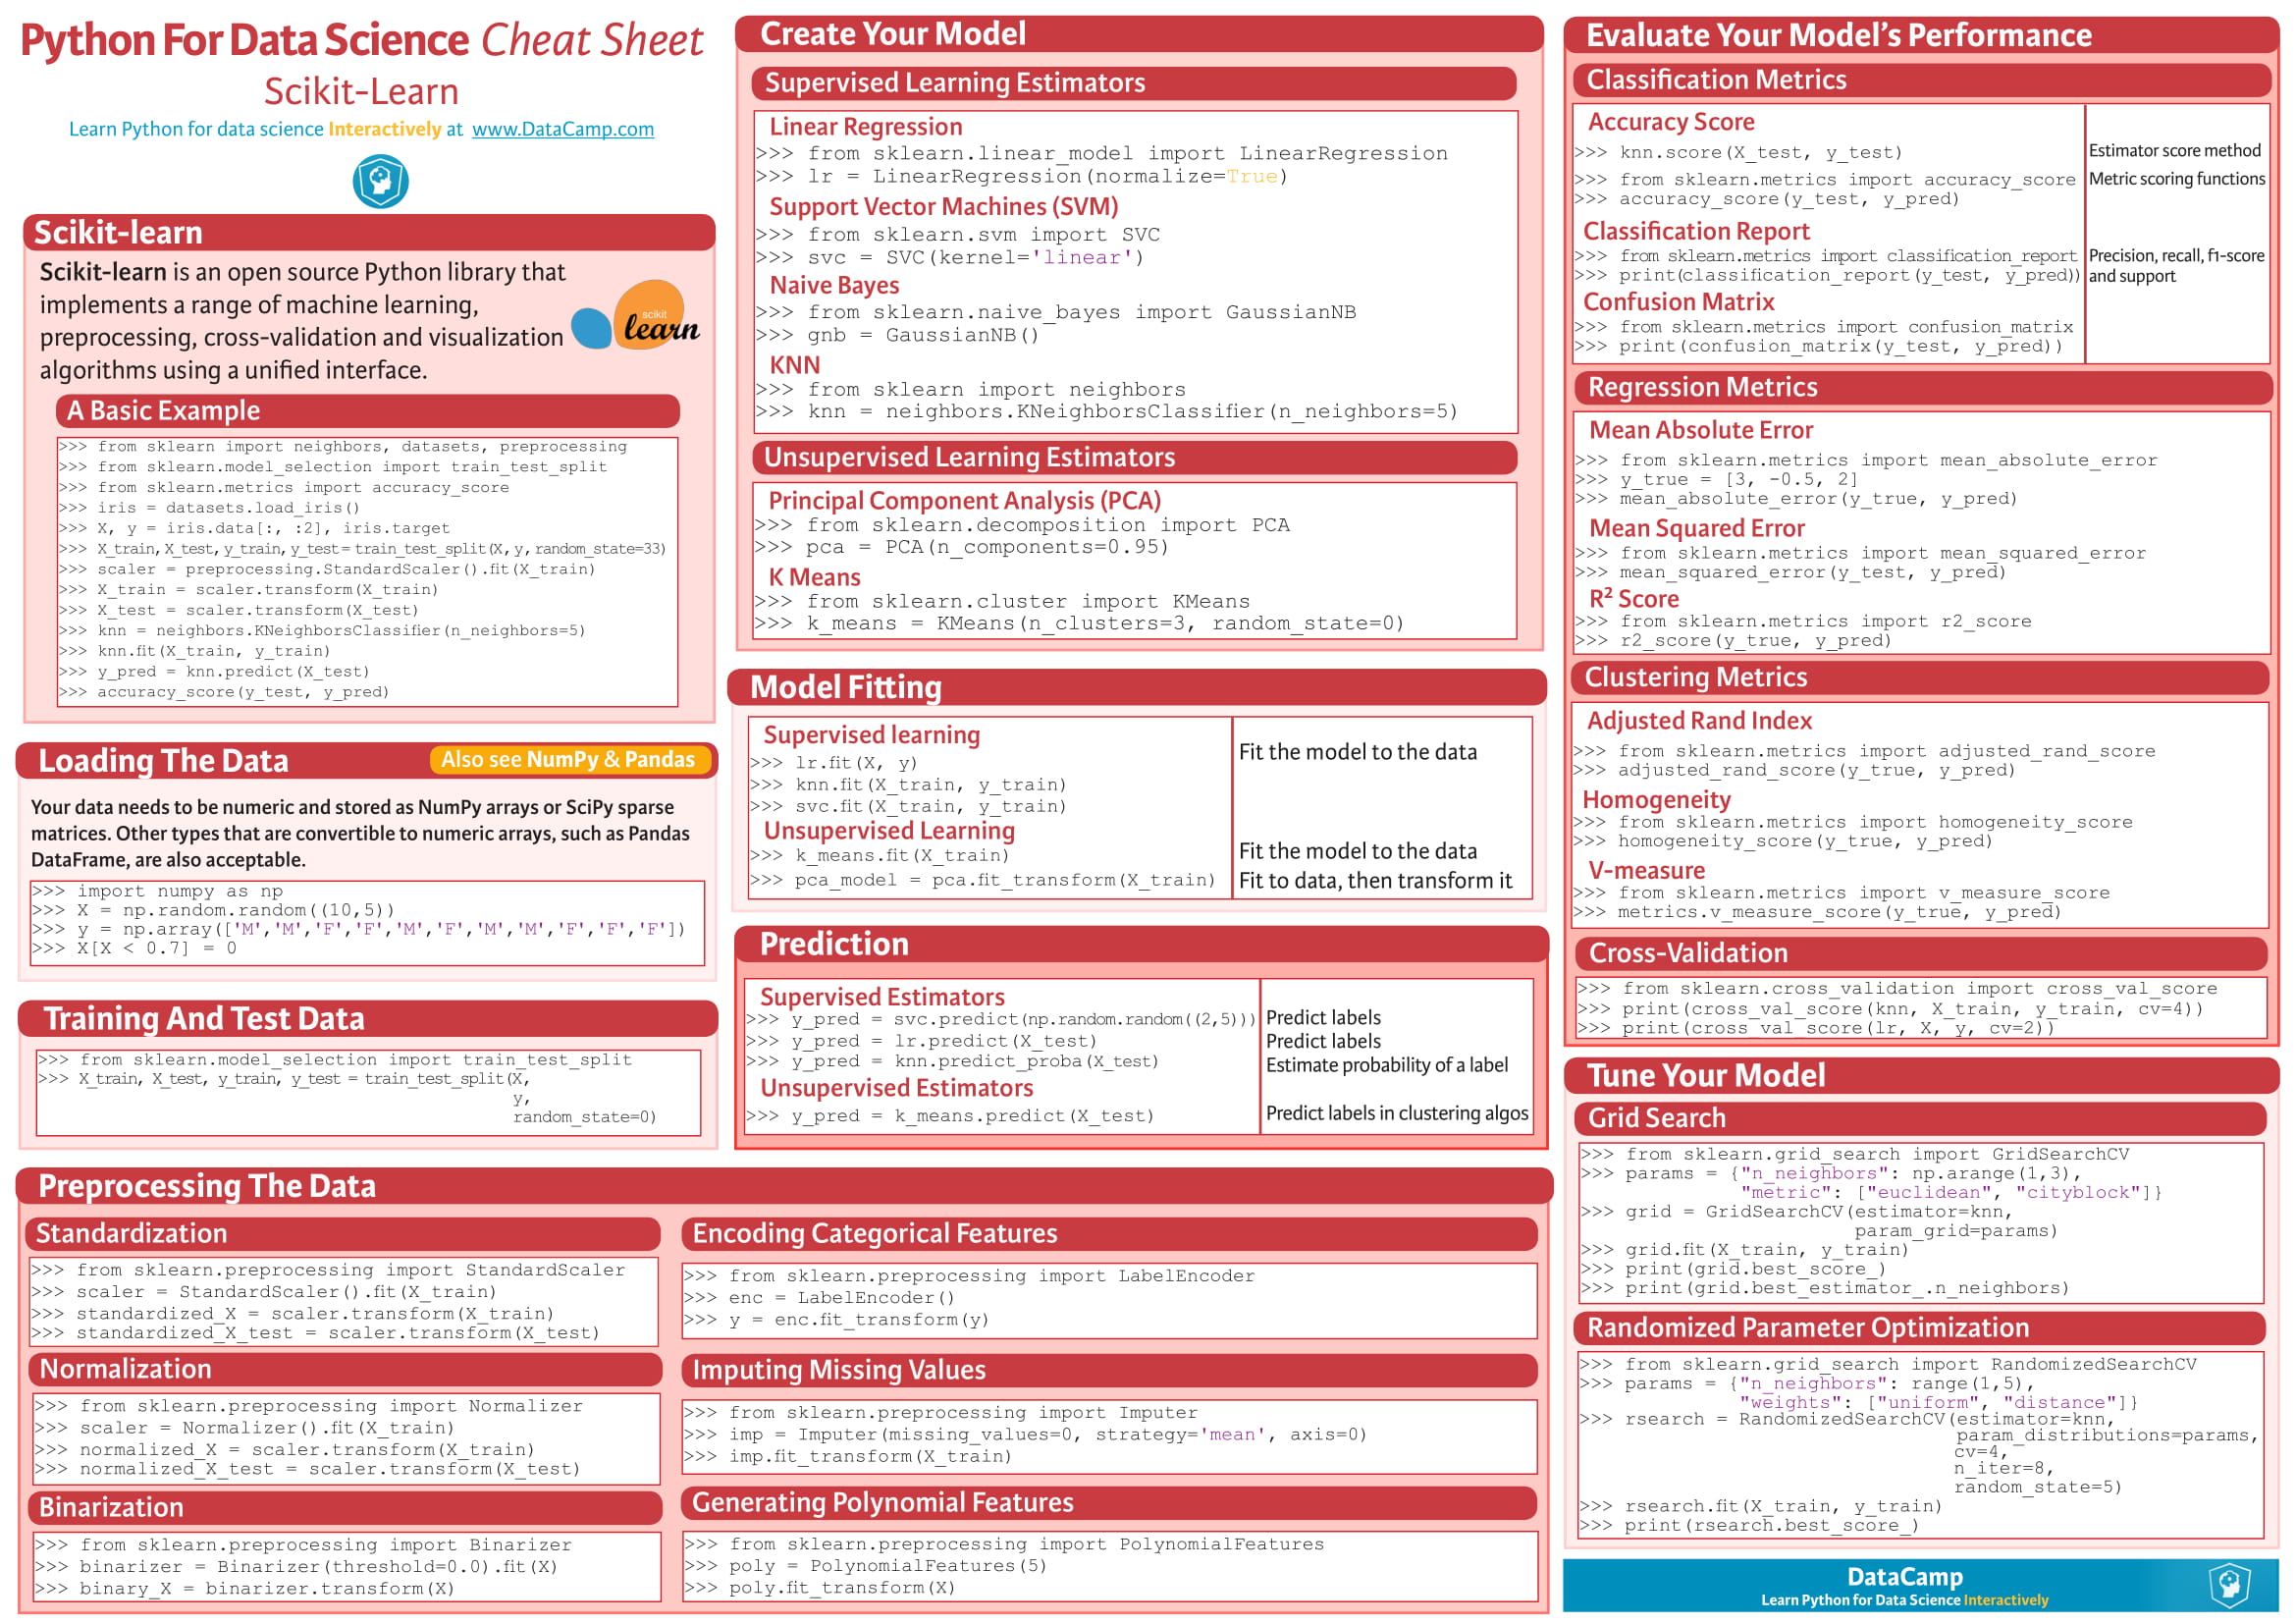 Python For Data Science Cheat Sheet
Scikit-Learn
Learn Python for data science Interactively at www.DataCamp.com
Scikit-learn
Scikit-learn is an open source Python library that
implements a range of machine learning,
preprocessing, cross-validation and visualization
algorithms using a unified interface.
scikit
learn
A Basic Example
>>> from sklearn import neighbors, datasets, preprocessing
>>> from sklearn.model_selection import train_test_split
>>> from sklearn.metrics import accuracy_score
>>> iris = datasets.load_iris()
>>> X, y = iris.data[:, :2], iris.target
>>> X_train, X_test, y_train, y_test = train_test_split(X, y, random_state=33)
>>> scaler = preprocessing.StandardScaler().fit(X_train)
>>> X_train = scaler.transform(X_train)
>>> X_test = scaler.transform(X_test)
>>> knn = neighbors.KNeighborsClassifier(n_neighbors=5)
>>> knn.fit(X_train, y_train)
>>> y_pred = knn.predict(X_test)
>>> accuracy_score(y_test, y_pred)
Loading The Data
Also see NumPy & Pandas
Your data needs to be numeric and stored as NumPy arrays or SciPy sparse
matrices. Other types that are convertible to numeric arrays, such as Pandas
DataFrame, are also acceptable.
>>> import numpy as np
>>> X = np.random.random((10,5))
>>> y = np.array(['M','M','F','F','M','F','M','M','F','F','F'])
>>> X[X < 0.7] = 0
Training And Test Data
>>> from sklearn.model_selection import train_test_split
>>> X_train, X_test, y_train, y_test = train_test_split(X,
y,
random_state=0)
Preprocessing The Data
Standardization
>>> from sklearn.preprocessing import StandardScaler
>>> scaler = StandardScaler().fit(X_train)
>>> standardized_X = scaler.transform(X_train)
>>> standardized_X_test = scaler.transform(X_test)
Normalization
>>> from sklearn.preprocessing import Normalizer
>>> scaler = Normalizer().fit(X_train)
>>> normalized_X = scaler.transform(X_train)
>>> normalized_X_test = scaler.transform(X_test)
Binarization
>>> from sklearn.preprocessing import Binarizer
>>> binarizer = Binarizer(threshold=0.0).fit(X)
>>> binary_X = binarizer.transform(X)
Encoding Categorical Features
>>> from sklearn.preprocessing import LabelEncoder
>>> enc = LabelEncoder()
>>> y = enc.fit_transform(y)
Imputing Missing Values
>>> from sklearn.preprocessing import Imputer
>>> imp = Imputer(missing_values=0, strategy='mean', axis=0)
>>> imp.fit_transform(X_train)
Generating Polynomial Features
>>> from sklearn.preprocessing import PolynomialFeatures
>>> poly = PolynomialFeatures(5)
>>> poly.fit_transform(X)
Create Your Model
Supervised Learning Estimators
Linear Regression
>>> from sklearn.linear_model import LinearRegression
>>> lr = LinearRegression(normalize=True)
Support Vector Machines (SVM)
>>> from sklearn.svm import SVC
>>> svc = SVC(kernel='linear')
Naive Bayes
>>> from sklearn.naive_bayes import GaussianNB
>>> gnb = GaussianNB()
KNN
>>> from sklearn import neighbors
>>> knn = neighbors.KNeighborsClassifier(n_neighbors=5)
Unsupervised Learning Estimators
Principal Component Analysis (PCA)
>>> from sklearn.decomposition import PCA
>>> pca = PCA(n_components=0.95)
K Means
>>> from sklearn.cluster import KMeans
>>> k_means = KMeans(n_clusters=3, random_state=0)
Model Fitting
Supervised learning
Fit the model to the data
>>> lr.fit(X, y)
>>> knn.fit(X_train, y_train)
>>> svc.fit(X_train, y_train)
Unsupervised Learning
>>> k_means.fit(X_train) Fit the model to the data
>>> pca_model = pca.fit_transform(X_train) Fit to data, then transform it
Prediction
Supervised Estimators
>>> y_pred = svc.predict(np.random.random((2,5))) Predict labels
>>> y_pred = lr.predict(X_test) Predict labels
>>> y_pred = knn.predict_proba(X_test) Estimate probability of a label
Unsupervised Estimators
>>> y_pred = k_means.predict(X_test) Predict labels in clustering algos
Evaluate Your Model's Performance
Classification Metrics
Accuracy Score
>>> knn.score(X_test, y_test) Estimator score method
>>> from sklearn.metrics import accuracy_score Metric scoring functions
>>> accuracy_score(y_test, y_pred)
Classification Report
>>> from sklearn.metrics import classification_report Precision, recall, f1-score
>>> print(classification_report(y_test, y_pred)) and support
Confusion Matrix
>>> from sklearn.metrics import confusion_matrix
>>> print(confusion_matrix(y_test, y_pred))
Regression Metrics
Mean Absolute Error
>>> from sklearn.metrics import mean_absolute_error
>>> y_true = [3, -0.5, 2]
>>> mean_absolute_error(y_true, y_pred)
Mean Squared Error
>>> from sklearn.metrics import mean_squared_error
>>> mean_squared_error(y_test, y_pred)
R² Score
>>> from sklearn.metrics import r2_score
>>> r2_score(y_true, y_pred)
Clustering Metrics
Adjusted Rand Index
>>> from sklearn.metrics import adjusted_rand_score
>>> adjusted_rand_score(y_true, y_pred)
Homogeneity
>>> from sklearn.metrics import homogeneity_score
>>> homogeneity_score(y_true, y_pred)
V-measure
>>> from sklearn.metrics import v_measure_score
>>> metrics.v_measure_score(y_true, y_pred)
Cross-Validation
>>> from sklearn.cross_validation import cross_val_score
>>> print(cross_val_score(knn, X_train, y_train, cv=4))
>>> print(cross_val_score(lr, X, y, cv=2))
Tune Your Model
Grid Search
>>> from sklearn.grid_search import GridSearchCV
>>> params = {"n_neighbors": np.arange(1,3),
"metric": ["euclidean", "cityblock"]}
>>> grid = GridSearchCV(estimator=knn,
param_grid=params)
>>> grid.fit(X_train, y_train)
>>> print(grid.best_score_)
>>> print(grid.best_estimator_.n_neighbors)
Randomized Parameter Optimization
>>> from sklearn.grid_search import RandomizedSearchCV
>>> params = {"n_neighbors": range(1,5),
"weights": ["uniform", "distance"]}
>>> rsearch = RandomizedSearchCV(estimator=knn,
param_distributions=params,
cv=4,
n_iter=8,
random_state=5)
>>> rsearch.fit(X_train, y_train)
>>> print(rsearch.best_score_)
DataCamp
Learn Python for Data Science Interactively